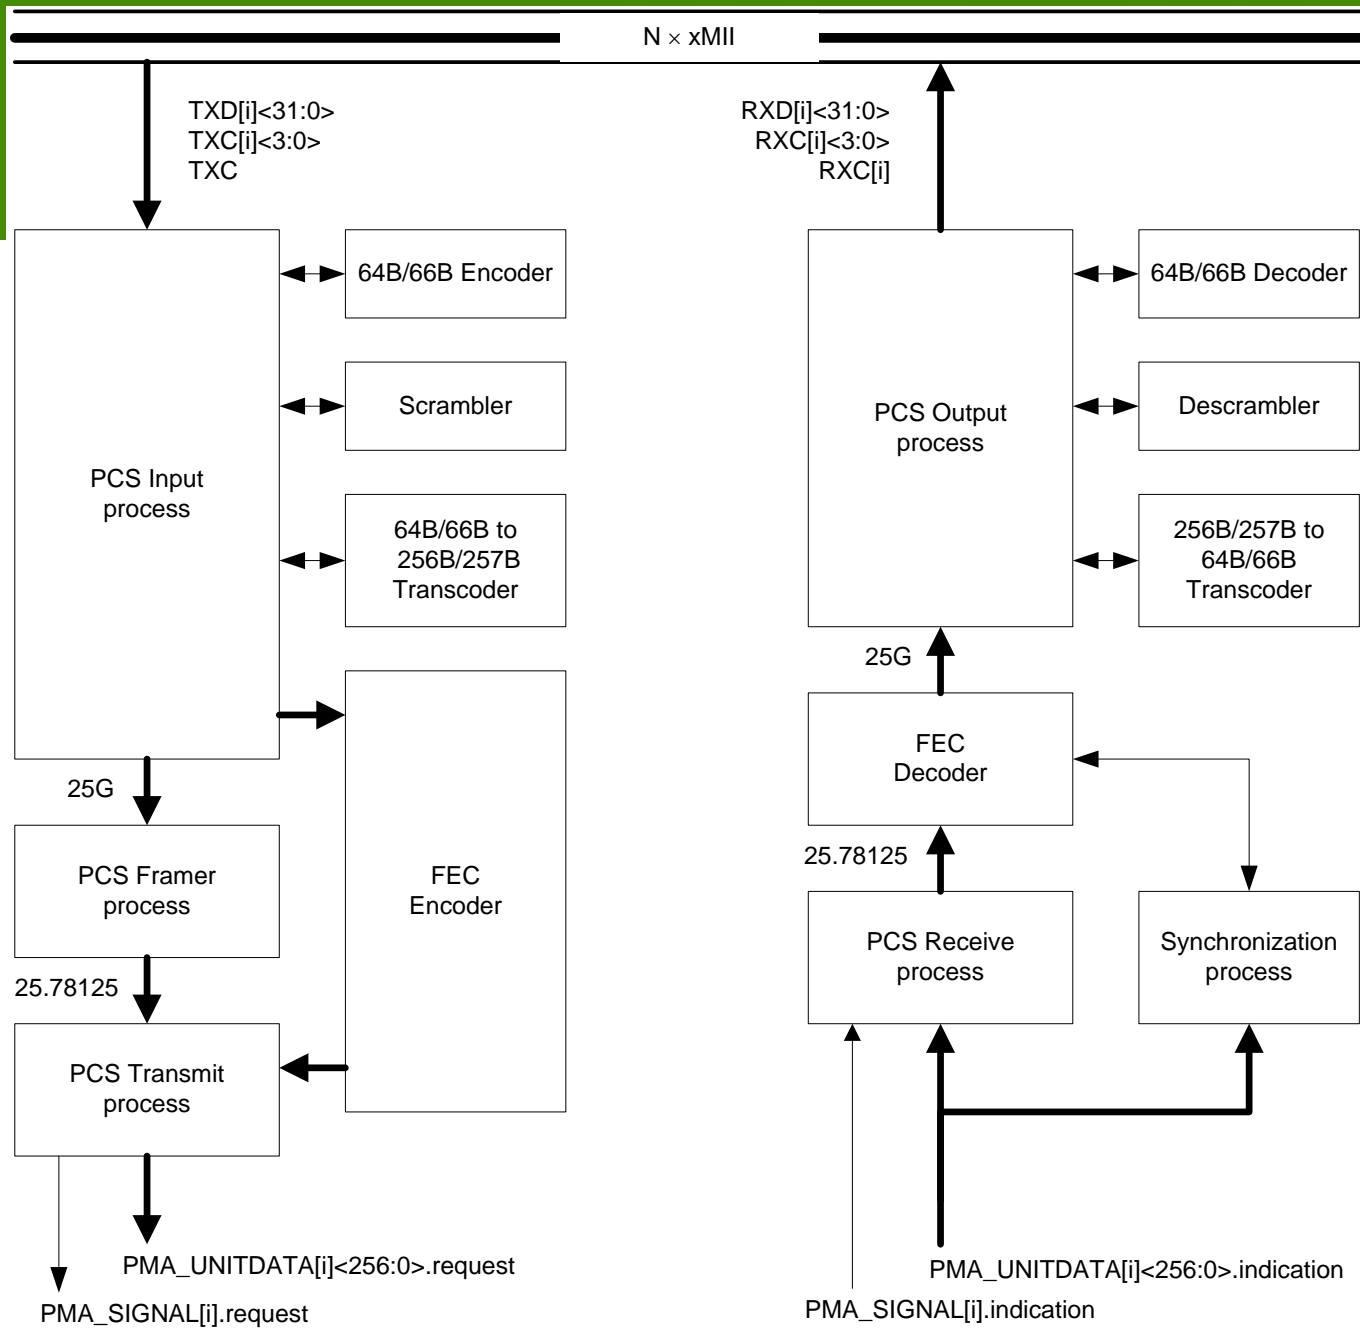 N × xMII
TXD[i]<31:0>
TXC[i]<3:0>
TXC
RXD[i]<31:0>
RXC[i]<3:0>
RXC[i]
PCS Input
process
64B/66B Encoder
Scrambler
64B/66B to
256B/257B
Transcoder
25G
PCS Framer
process
FEC
Encoder
25.78125
PCS Transmit
process
PMA_UNITDATA[i]<256:0>.request
PMA_SIGNAL[i].request
PCS Output
process
64B/66B Decoder
Descrambler
256B/257B to
64B/66B
Transcoder
25G
FEC
Decoder
25.78125
PCS Receive
process
Synchronization
process
PMA_UNITDATA[i]<256:0>.indication
PMA_SIGNAL[i].indication